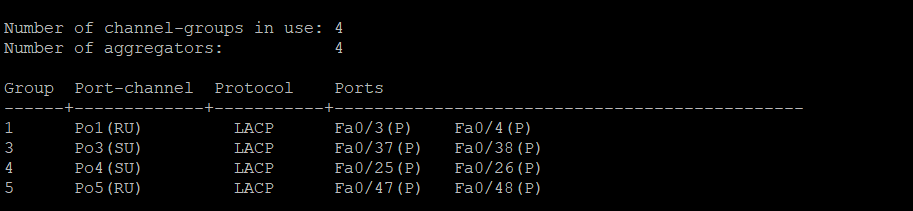 Number of channel-groups in use: 4
Number of aggregators:           4
Group  Port-channel  Protocol    Ports
------+-------------+-----------+-----------------------------------------------
1      Po1(RU)         LACP      Fa0/3(P)    Fa0/4(P)
3      Po3(SU)         LACP      Fa0/37(P)   Fa0/38(P)
4      Po4(SU)         LACP      Fa0/25(P)   Fa0/26(P)
5      Po5(RU)         LACP      Fa0/47(P)   Fa0/48(P)